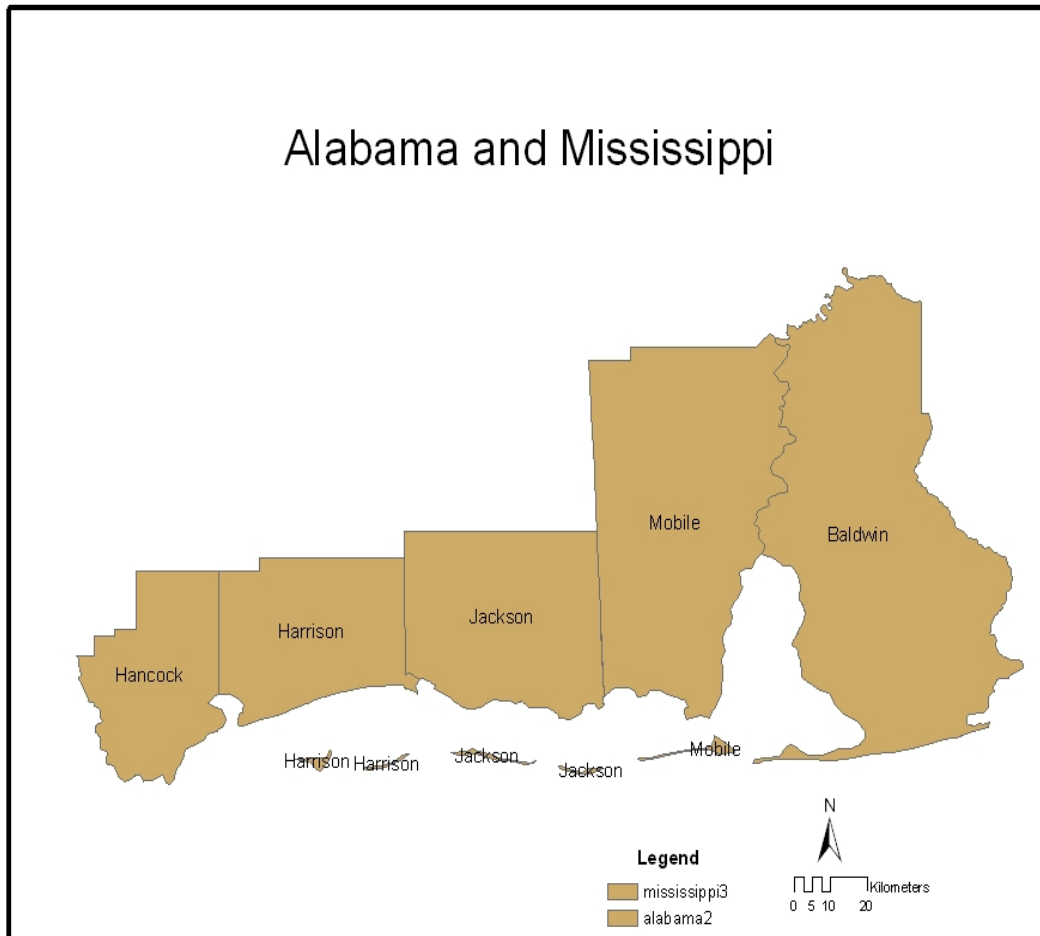 Alabama and Mississippi
Mobile
Baldwin
Jackson
Harrison
Hancock
Mobile
Jackson
Harrison
Harrison
Jackson
N
Legend
mississippi3
alabama2
Kilometers
0 5 10 20